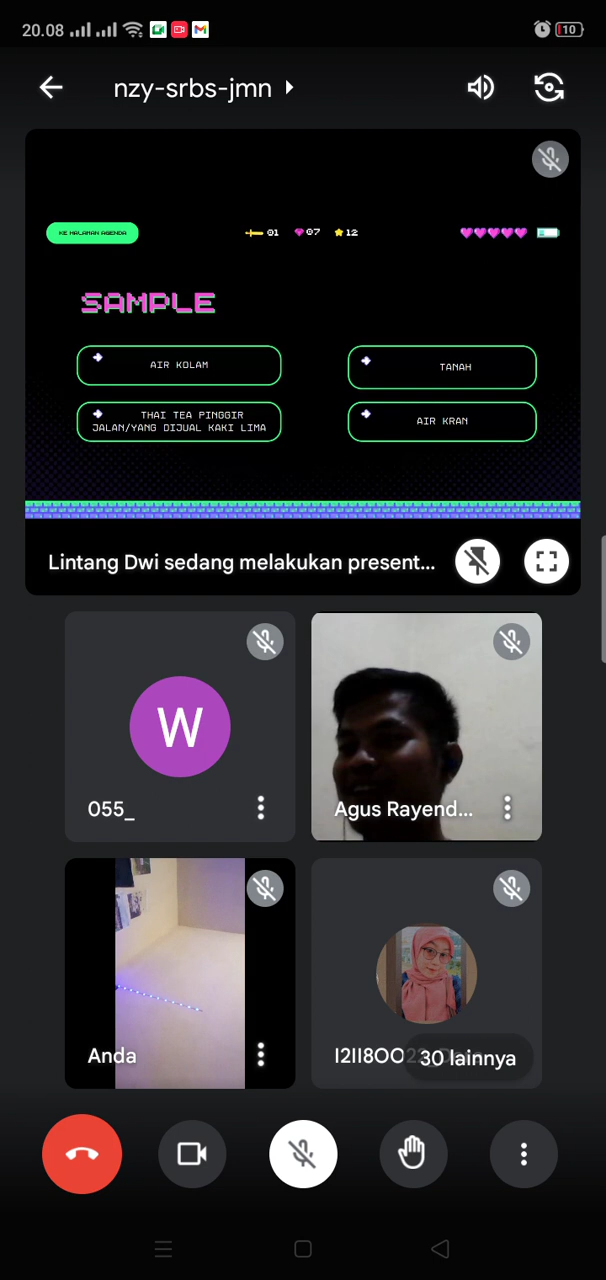 20.08
10
nzy-srbs-jmn
KE HALAMAN AGENDA
01
07
12
SAMPLE
AIR KOLAM
TANAH
THAI TEA PINGGIR
JALAN/YANG DIJUAL KAKI LIMA
AIR KRAN
Lintang Dwi sedang melakukan present...
W
055_
Agus Rayend...
Anda
30 lainnya